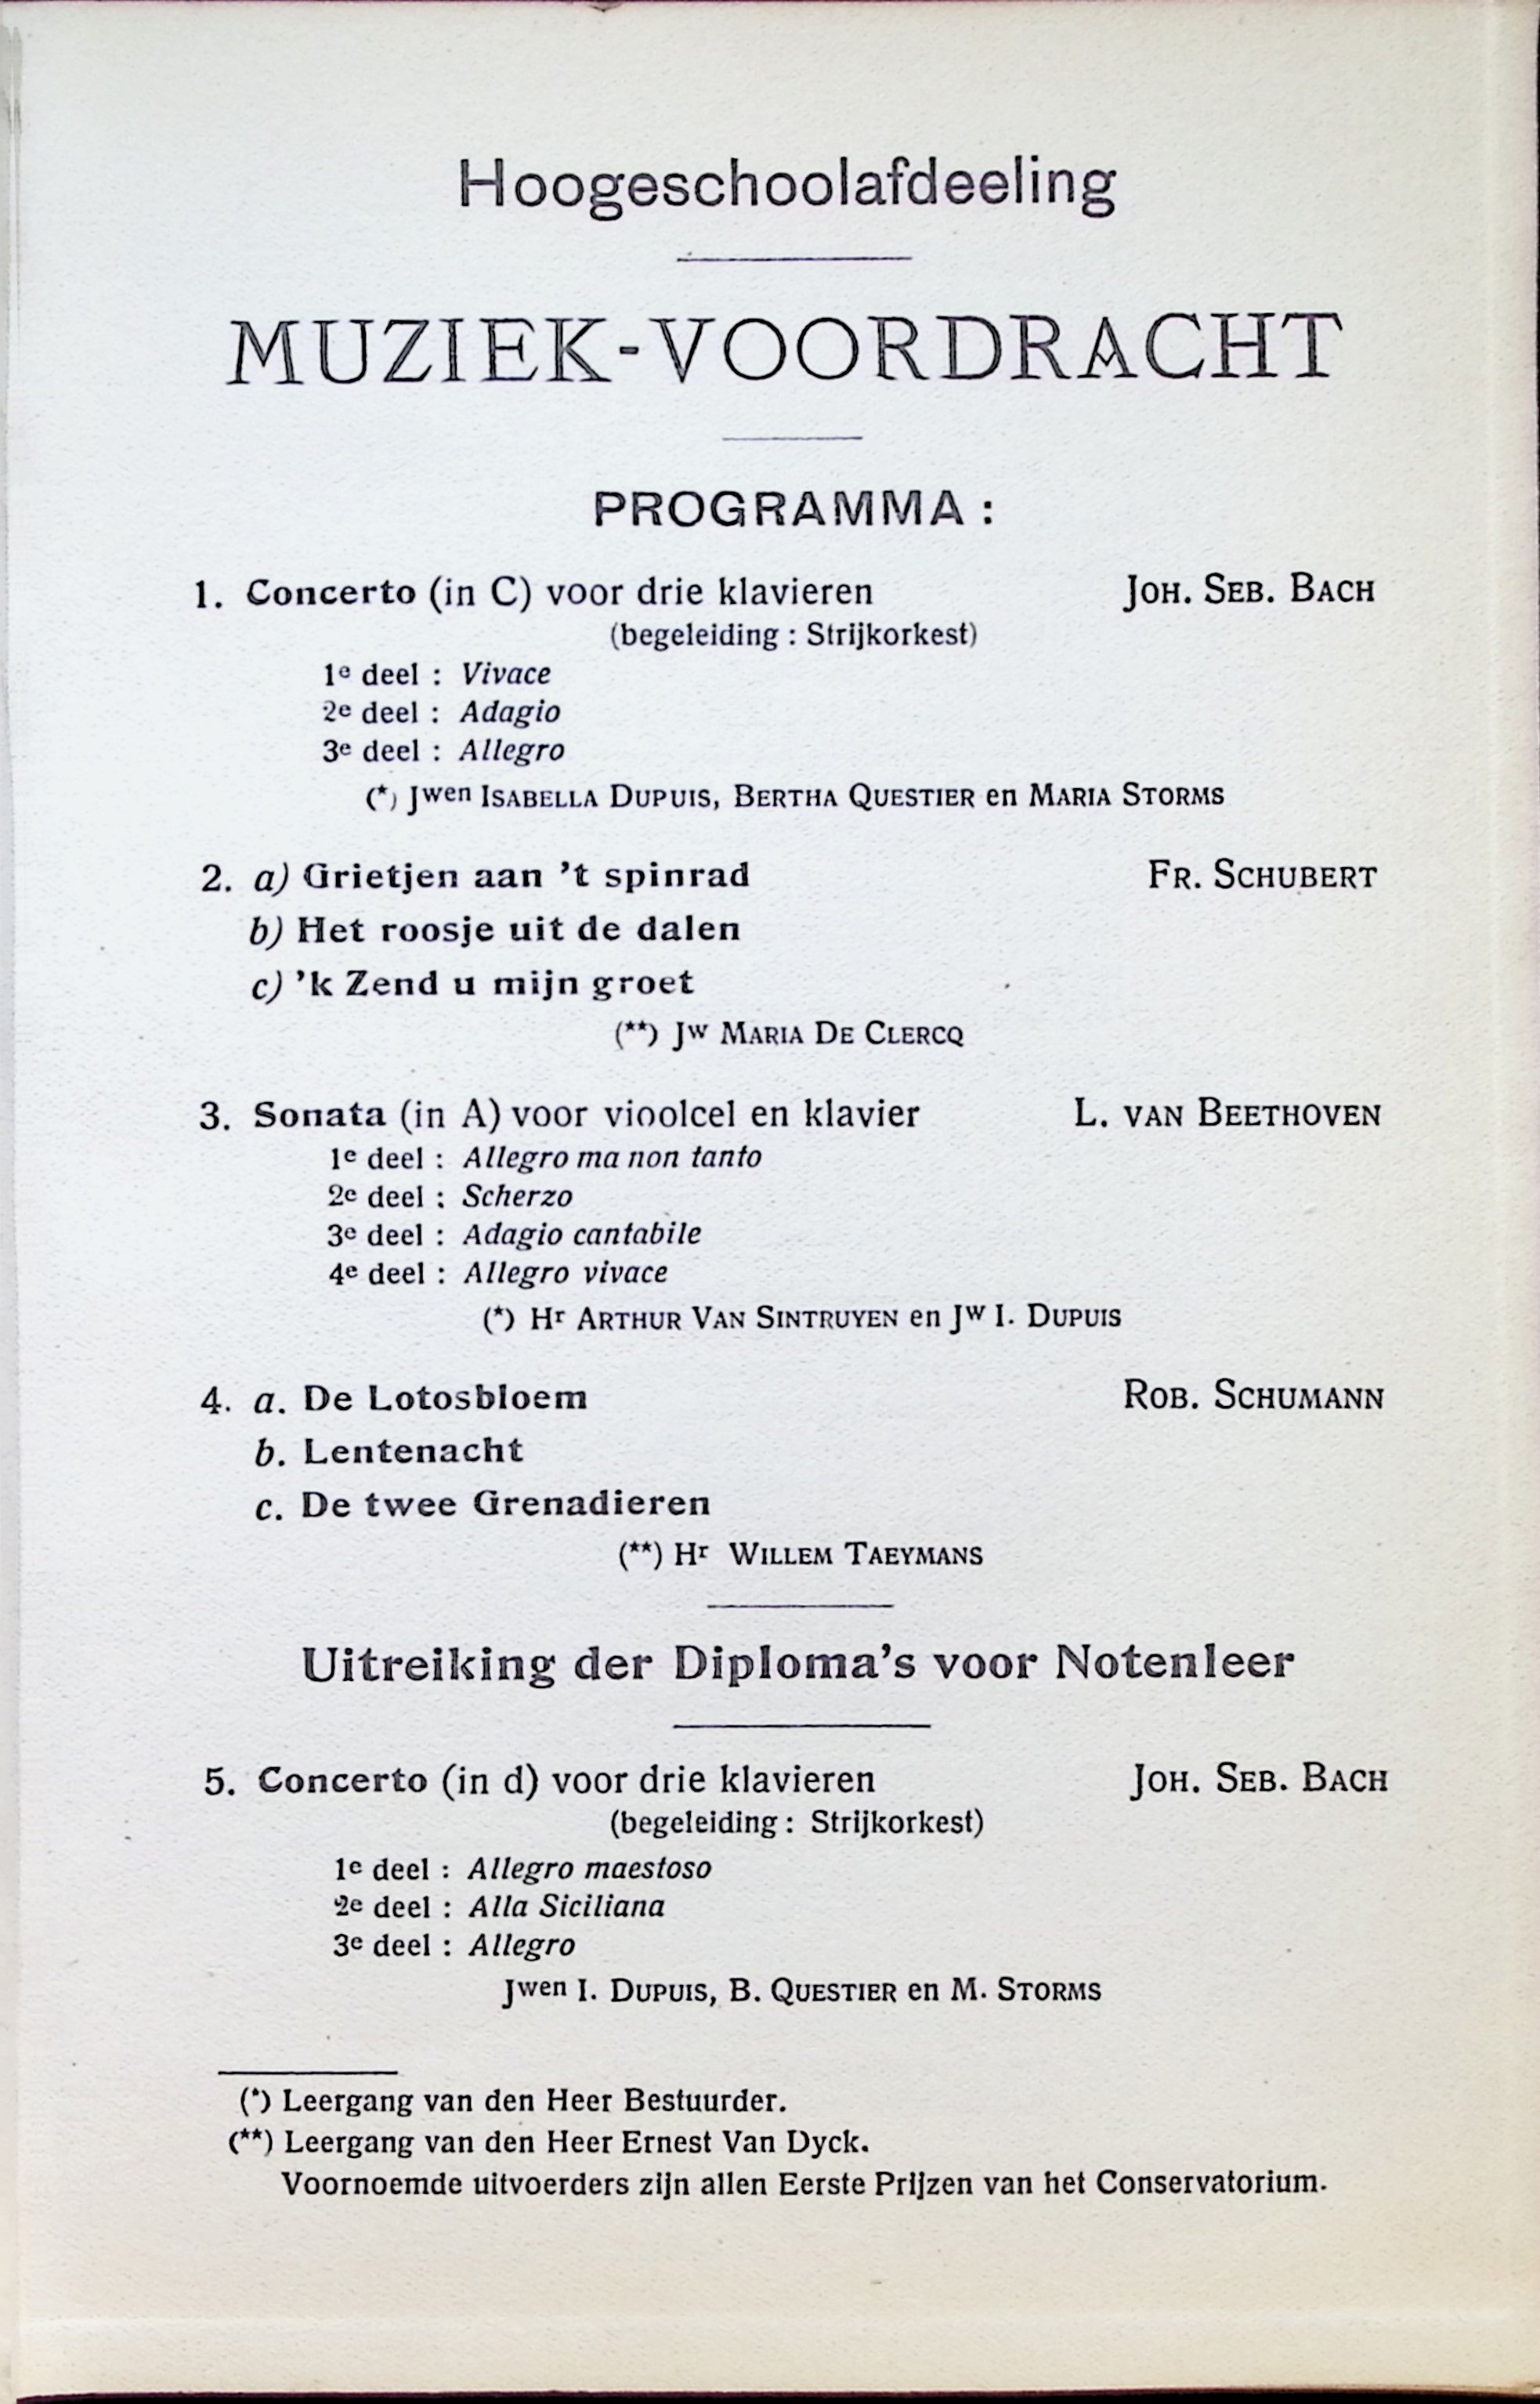 Hoogeschoolafdeeling
MUZIEK-VOORDRACHT
PROGRAMMA :
1. Concerto (in C) voor drie klavieren JOH. SEB. BACH
(begeleiding : Strijkorkest)
1e deel : Vivace
2e deel : Adagio
3e deel : Allegro
(*) Jwen ISABELLA DUPUIS, BERTHA QUESTIER en MARIA STORMS
2. a) Grietjen aan 't spinrad FR. SCHUBERT
b) Het roosje uit de dalen
c) 'k Zend u mijn groet
(**) Jw MARIA DE CLERCQ
3. Sonata (in A) voor vioolcel en klavier L. VAN BEETHOVEN
1e deel : Allegro ma non tanto
2e deel : Scherzo
3e deel : Adagio cantabile
4e deel : Allegro vivace
(*) Hr ARTHUR VAN SINTRUYEN en Jw I. DUPUIS
4. a. De Lotosbloem ROB. SCHUMANN
b. Lentenacht
c. De twee Grenadieren
(**) Hr WILLEM TAEYMANS
Uitreiking der Diploma's voor Notenleer
5. Concerto (in d) voor drie klavieren JOH. SEB. BACH
(begeleiding : Strijkorkest)
1e deel : Allegro maestoso
2e deel : Alla Siciliana
3e deel : Allegro
Jwen I. DUPUIS, B. QUESTIER en M. STORMS
(*) Leergang van den Heer Bestuurder.
(**) Leergang van den Heer Ernest Van Dyck.
Voornoemde uitvoerders zijn allen Eerste Prijzen van het Conservatorium.